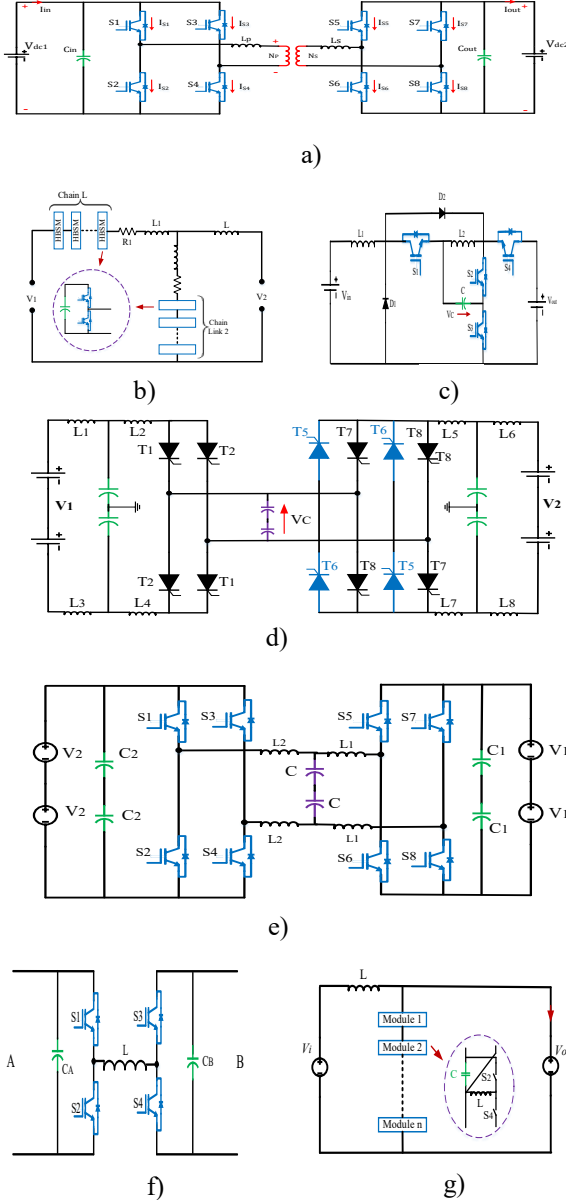 Iin Iout
S1 IS1 S3 IS3 S5 IS5 S7 IS7
+ Lp + Ls +
Vdc1 Cin NP NS Cout Vdc2
S2 IS2 S4 IS4 S6 IS6 S8 IS8
- - -
a)
Chain L
HBSM HBSM HBSM R1 L1 L
V1 V2
Chain
Link 2
b)
D2
L1 S1 L2 S4
Vin D1 C S2 Vout
VC S3
c)
L1 L2 T5 T7 T6 T8 L5 L6
T1 T2 T8
V1 VC V2
T2 T1 T6 T8 T5 T7
L3 L4 L7 L8
d)
S1 S3 S5 S7
V2 C2 L2 L1 C1 V1
C
V2 C2 C C1 V1
S2 S4 L2 L1 S6 S8
e)
S1 S3
A CA L CB B
S2 S4
f)
L
Module 1
Vi Module 2 C S2 Vo
L
S4
Module n
g)